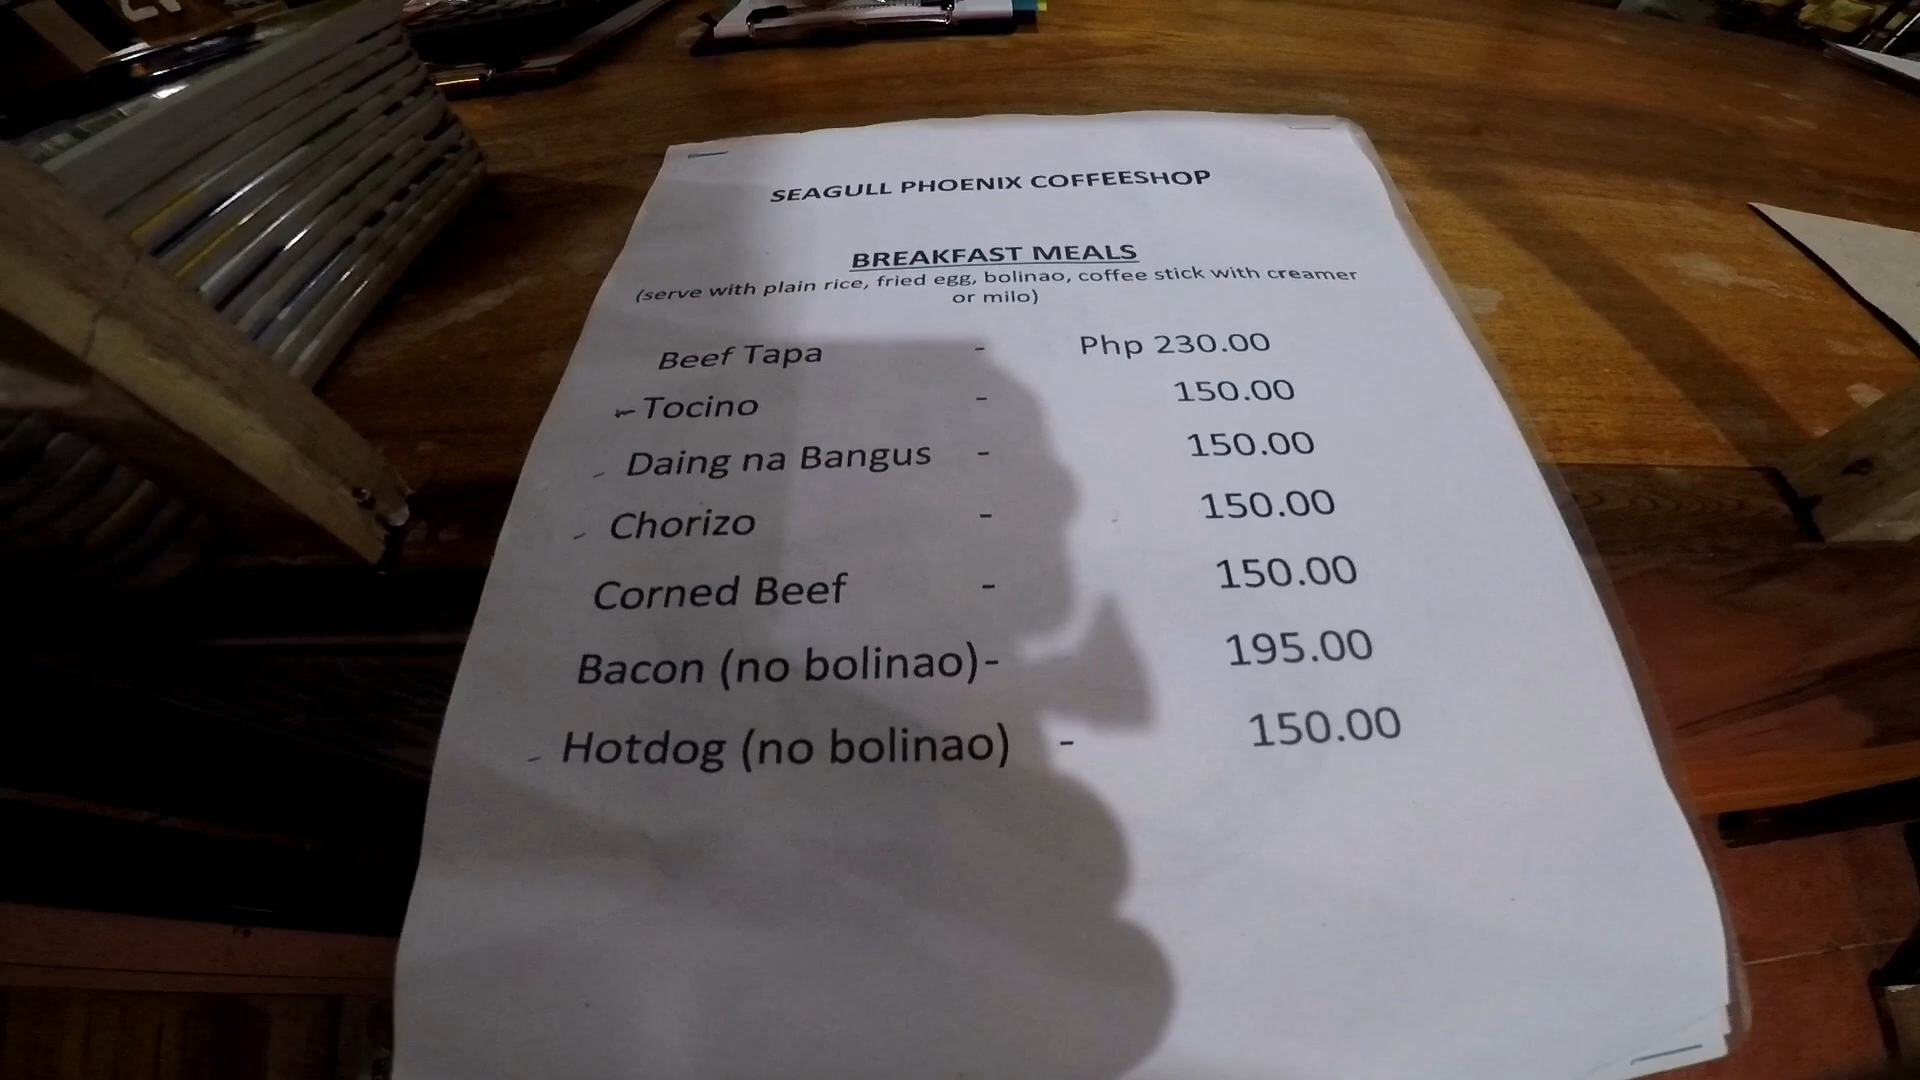 SEAGULL PHOENIX COFFEESHOP
BREAKFAST MEALS
(serve with plain rice, fried egg, bolinao, coffee stick with creamer
or milo)
Beef Tapa - Php 230.00
Tocino - 150.00
Daing na Bangus - 150.00
Chorizo - 150.00
Corned Beef - 150.00
Bacon (no bolinao)- 195.00
Hotdog (no bolinao) - 150.00